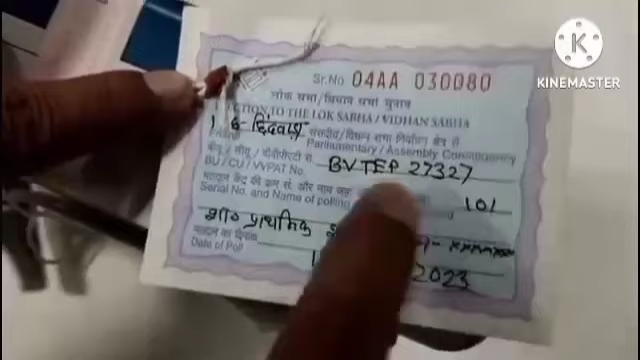 Sr.No 04AA 030080
लोक सभा/विधान सभा चुनाव
TO THE LOK SABHA / VIDHAN SABHA
संसदीय/विधान सभा निर्वाचन क्षेत्र से
Parliamentary / Assembly Constituency
BU / CU / VVPAT No. BVTEP 27327
मतदान केंद्र की क्रम सं. और नाम जहां
Serial No. and Name of polling 101
शा० प्राथमिक
मतदान का दिनांक
Date of Poll 2023
K
KINEMASTER